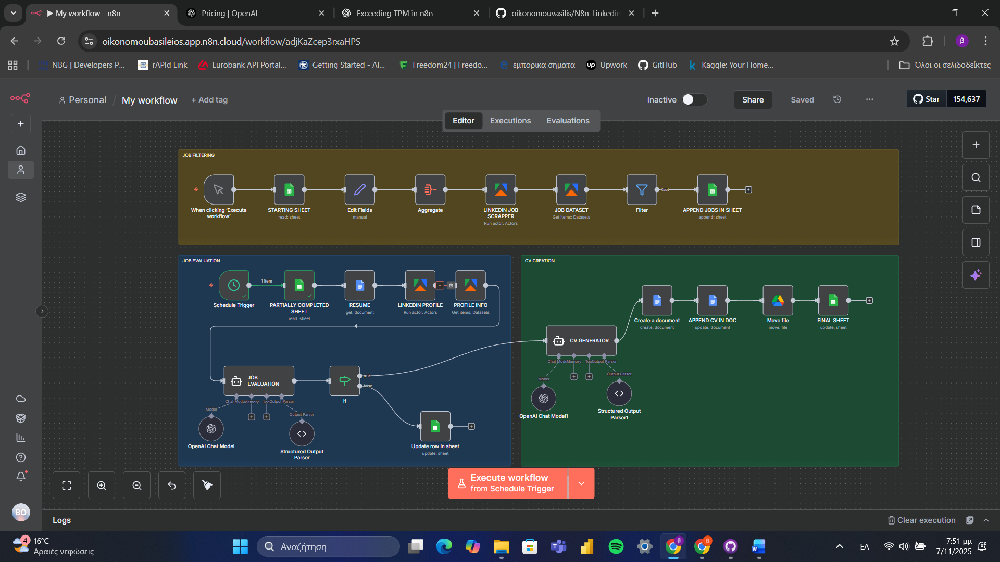 My workflow - n8n
Pricing | OpenAI
Exceeding TPM in n8n
oikonomouvasilis/N8n-Linkedin
oikonomoubasileios.app.n8n.cloud/workflow/adjKaZcep3rxaHPS
β
NBG | Developers P...
rAPId Link
Eurobank API Portal...
Getting Started - AI...
Freedom24 | Freedo...
εμπορικα σηματα
Upwork
GitHub
Kaggle: Your Home...
Όλοι οι σελιδοδείκτες
Personal / My workflow
+ Add tag
Inactive
Share
Saved
Star
154,637
Editor
Executions
Evaluations
JOB FILTERING
When clicking 'Execute workflow'
STARTING SHEET
read: sheet
Edit Fields
manual
Aggregate
LINKEDIN JOB SCRAPPER
Run actor: Actors
JOB DATASET
Get items: Datasets
Filter
Kept
APPEND JOBS IN SHEET
append: sheet
JOB EVALUATION
Schedule Trigger
1 item
PARTIALLY COMPLETED SHEET
read: sheet
RESUME
get: document
LINKEDIN PROFILE
Run actor: Actors
PROFILE INFO
Get items: Datasets
JOB EVALUATION
Chat Mode
Memory
Too
Output Parser
Model
OpenAI Chat Model
Output Parser
Structured Output Parser
If
true
false
Update row in sheet
update: sheet
CV CREATION
CV GENERATOR
Chat Mode
Memory
Too
Output Parser
Model
OpenAI Chat Model1
Output Parser
Structured Output Parser1
Create a document
create: document
APPEND CV IN DOC
update: document
Move file
move: file
FINAL SHEET
update: sheet
Execute workflow
from Schedule Trigger
BO
Logs
Clear execution
4
16°C
Αραιές νεφώσεις
Αναζήτηση
β
B
ΕΛ
7:51 μμ
7/11/2025